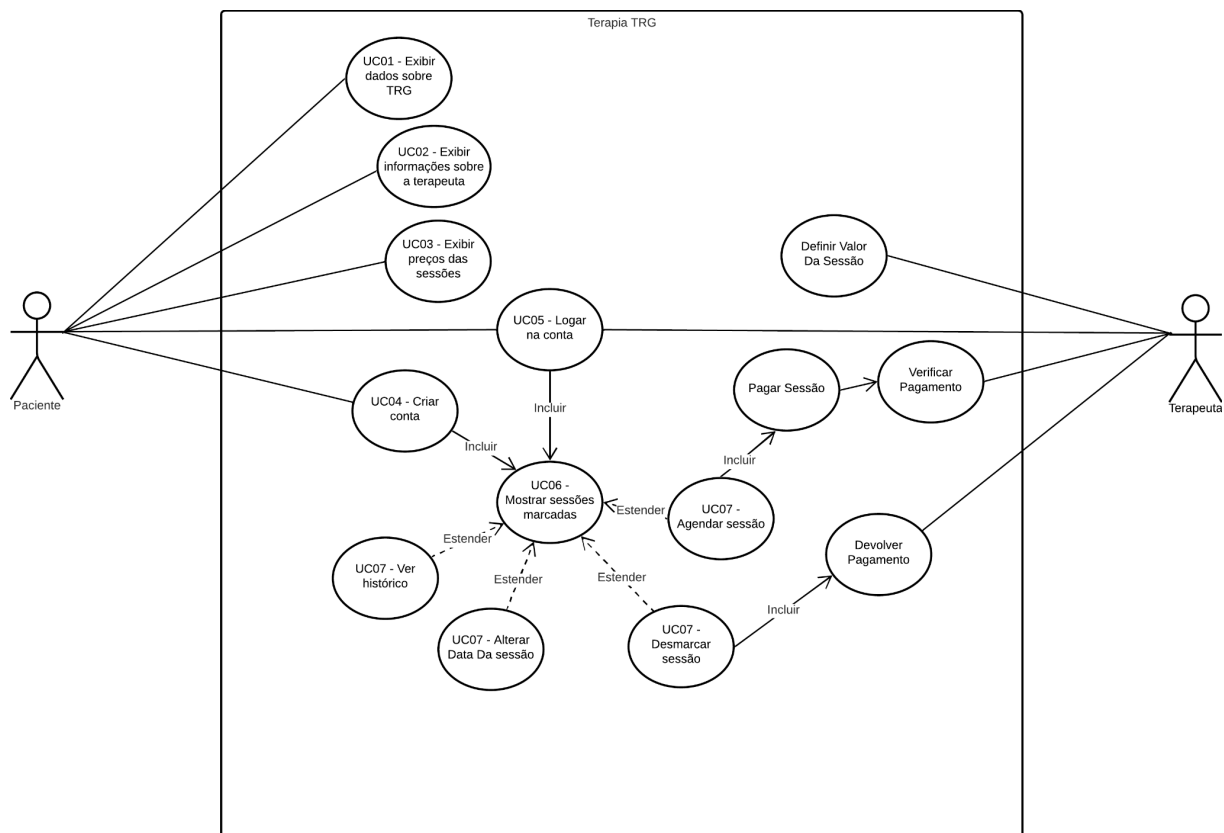 Terapia TRG
UC01 - Exibir
dados sobre
TRG
UC02 - Exibir
informações sobre
a terapeuta
UC03 - Exibir
preços das
sessões
Definir Valor
Da Sessão
UC05 - Logar
na conta
Paciente
Terapeuta
UC04 - Criar
conta
Pagar Sessão
Verificar
Pagamento
Incluir
Incluir
Incluir
UC06 -
Mostrar sessões
marcadas
Estender
UC07 -
Agendar sessão
Estender
UC07 - Ver
histórico
Estender
Estender
Devolver
Pagamento
Incluir
UC07 - Alterar
Data Da sessão
UC07 -
Desmarcar
sessão